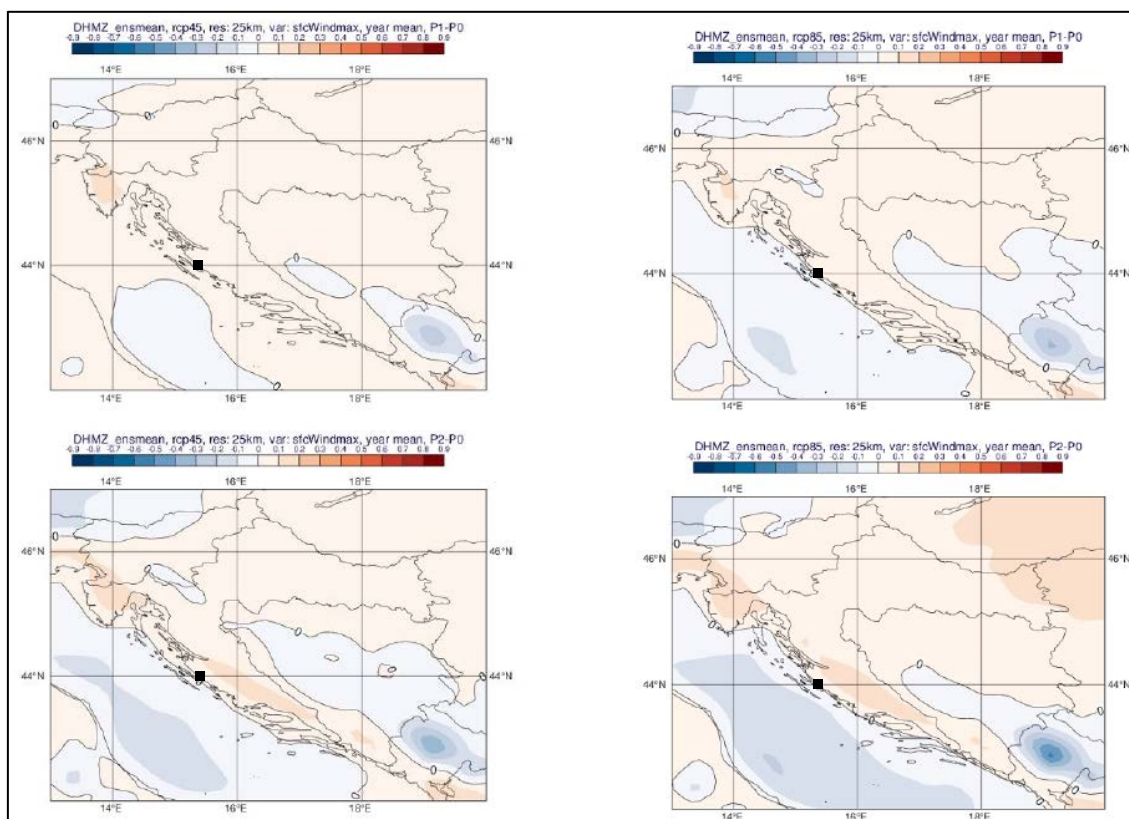 DHMZ_ensmean, rcp45, res: 25km, var: sfcWindmax, year mean, P1-P0
-0.9 -0.7 -0.6 -0.5 -0.4 -0.3 -0.2 -0.1 0 0.1 0.2 0.3 0.4 0.5 0.6 0.7 0.8 0.9
14°E 16°E 18°E
0
46°N 46°N
0
44°N 44°N
0
0
0
14°E 16°E 18°E
DHMZ_ensmean, rcp85, res: 25km, var: sfcWindmax, year mean, P1-P0
-0.9 -0.7 -0.6 -0.5 -0.4 -0.3 -0.2 -0.1 0 0.1 0.2 0.3 0.4 0.5 0.6 0.7 0.8 0.9
14°E 16°E 18°E
0
46°N 46°N
0
0
0
44°N 44°N
0
0
14°E 16°E 18°E
DHMZ_ensmean, rcp45, res: 25km, var: sfcWindmax, year mean, P2-P0
-0.9 -0.7 -0.6 -0.5 -0.4 -0.3 -0.2 -0.1 0 0.1 0.2 0.3 0.4 0.5 0.6 0.7 0.8 0.9
14°E 16°E 18°E
0
46°N 46°N
0
0
0
44°N 44°N
0
0
14°E 16°E 18°E
DHMZ_ensmean, rcp85, res: 25km, var: sfcWindmax, year mean, P2-P0
-0.9 -0.7 -0.6 -0.5 -0.4 -0.3 -0.2 -0.1 0 0.1 0.2 0.3 0.4 0.5 0.6 0.7 0.8 0.9
14°E 16°E 18°E
0
46°N 46°N
0
0
44°N 44°N
0
0
14°E 16°E 18°E